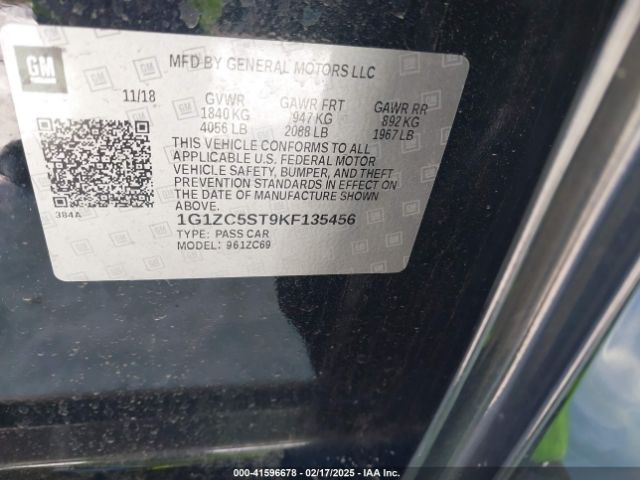 GM
MFD BY GENERAL MOTORS LLC
11/18
GVWR GAWR FRT GAWR RR
1840 KG 947 KG 892 KG
4056 LB 2088 LB 1967 LB
THIS VEHICLE CONFORMS TO ALL
APPLICABLE U.S. FEDERAL MOTOR
VEHICLE SAFETY, BUMPER, AND THEFT
PREVENTION STANDARDS IN EFFECT ON
THE DATE OF MANUFACTURE SHOWN
ABOVE.
384A
1G1ZC5ST9KF135456
TYPE: PASS CAR
MODEL: 961ZC69
000-41596678 - 02/17/2025 - IAA Inc.